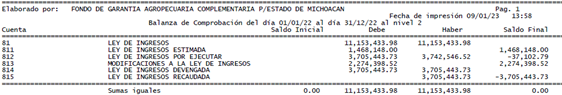 Elaborado por: FONDO DE GARANTIA AGROPECUARIA COMPLEMENTARIA P/ESTADO DE MICHOACAN Pag. 1
Fecha de impresión 09/01/23 13:58
Balanza de Comprobación del día 01/01/22 al día 31/12/22 al nivel 2
Cuenta Saldo Inicial Debe Haber Saldo Final
81 LEY DE INGRESOS 11,153,433.98 11,153,433.98
811 LEY DE INGRESOS ESTIMADA 1,468,148.00 1,468,148.00
812 LEY DE INGRESOS POR EJECUTAR 3,705,443.73 3,742,546.52 -37,102.79
813 MODIFICACIONES A LA LEY DE INGRESOS 2,274,398.52 2,274,398.52
814 LEY DE INGRESOS DEVENGADA 3,705,443.73 3,705,443.73
815 LEY DE INGRESOS RECAUDADA 3,705,443.73 -3,705,443.73
Sumas iguales 0.00 11,153,433.98 11,153,433.98 0.00